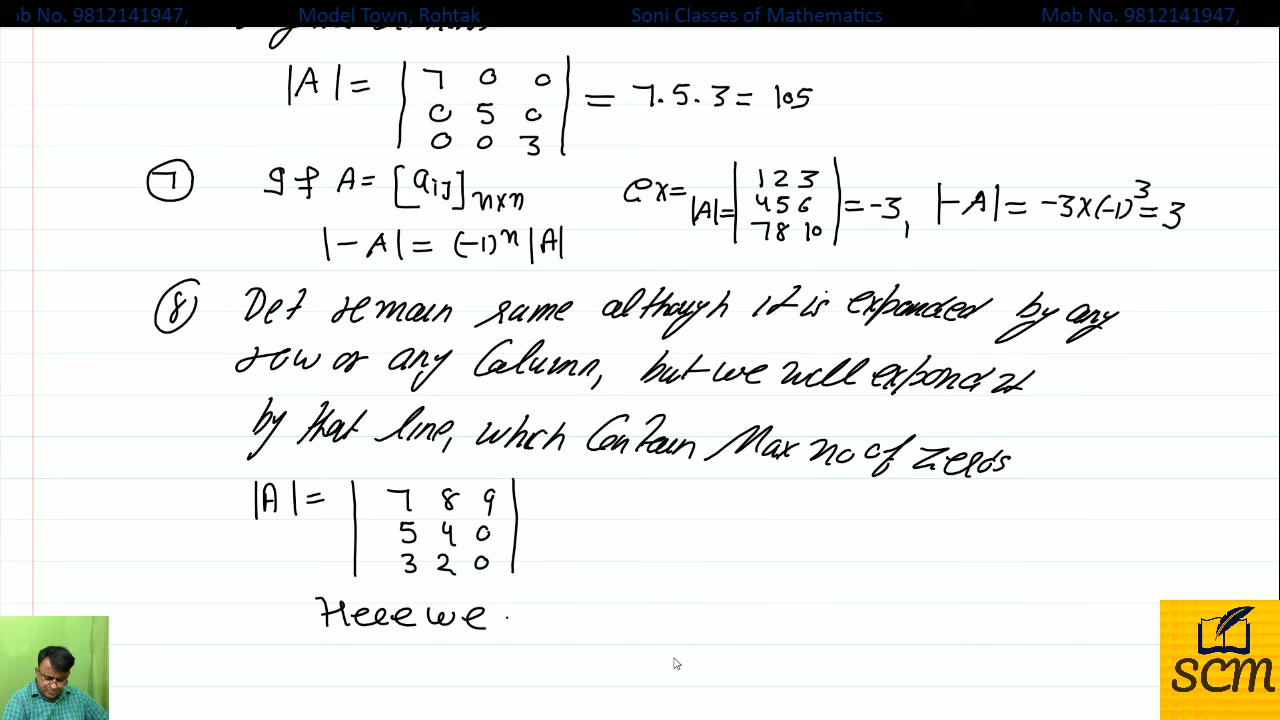 ob No. 9812141947, Model Town, Rohtak Soni Classes of Mathematics Mob No. 9812141947,
|A| = | 7 0 0 | = 7.5.3 = 105
0 5 0
0 0 3
⑦ If A = [aij]n×n
|-A| = (-1)^n |A|
ex= |A| = | 1 2 3 | = -3, |-A| = -3×(-1)^3 = 3
4 5 6
7 8 10
⑧ Det remain same although it is expanded by any
row or any Column, but we will expand it
by that line, which Contain Max no of Zeros
|A| = | 7 8 9 |
5 4 0
3 2 0
Here we
SCM